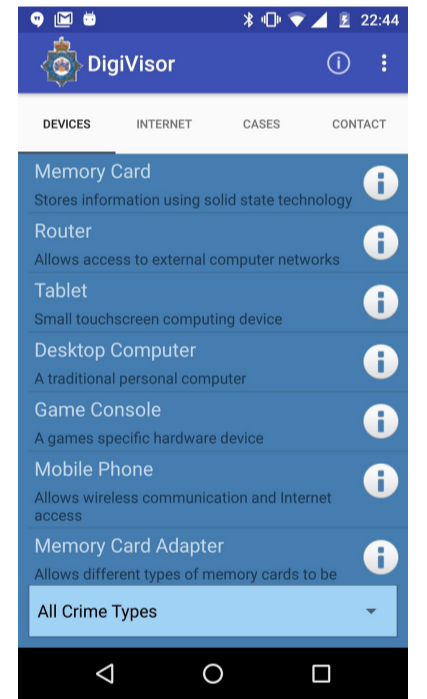 22:44
DigiVisor
DEVICES INTERNET CASES CONTACT
Memory Card
Stores information using solid state technology
Router
Allows access to external computer networks
Tablet
Small touchscreen computing device
Desktop Computer
A traditional personal computer
Game Console
A games specific hardware device
Mobile Phone
Allows wireless communication and Internet
access
Memory Card Adapter
Allows different types of memory cards to be
All Crime Types